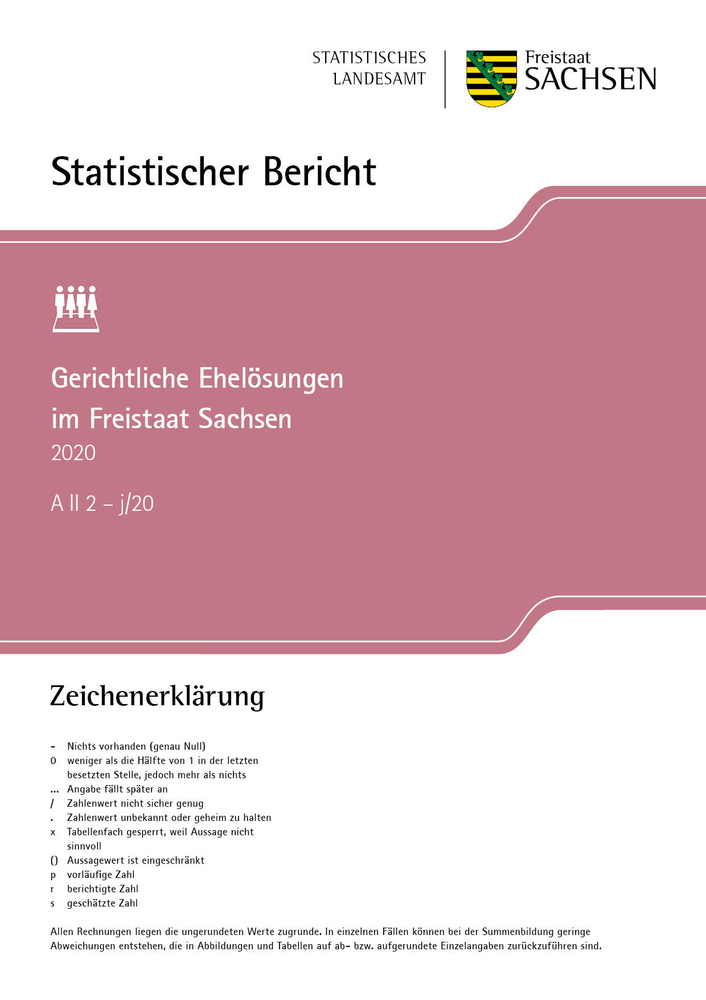 STATISTISCHES
LANDESAMT
Freistaat
SACHSEN
Statistischer Bericht
Gerichtliche Ehelösungen
im Freistaat Sachsen
2020
A II 2 – j/20
Zeichenerklärung
- Nichts vorhanden (genau Null)
0 weniger als die Hälfte von 1 in der letzten
besetzten Stelle, jedoch mehr als nichts
... Angabe fällt später an
/ Zahlenwert nicht sicher genug
. Zahlenwert unbekannt oder geheim zu halten
x Tabellenfach gesperrt, weil Aussage nicht
sinnvoll
() Aussagewert ist eingeschränkt
p vorläufige Zahl
r berichtigte Zahl
s geschätzte Zahl
Allen Rechnungen liegen die ungerundeten Werte zugrunde. In einzelnen Fällen können bei der Summenbildung geringe
Abweichungen entstehen, die in Abbildungen und Tabellen auf ab- bzw. aufgerundete Einzelangaben zurückzuführen sind.